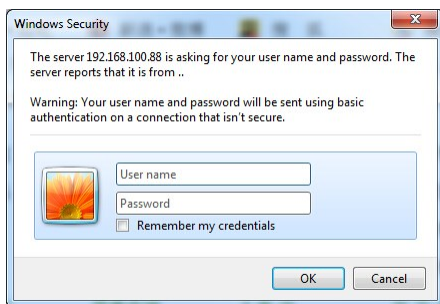 Windows Security
The server 192.168.100.88 is asking for your user name and password. The
server reports that it is from ..
Warning: Your user name and password will be sent using basic
authentication on a connection that isn't secure.
User name
Password
Remember my credentials
OK
Cancel